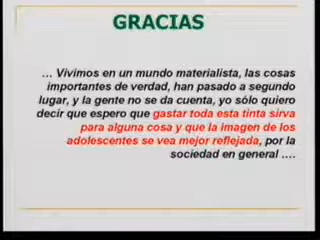 GRACIAS
… Vivimos en un mundo materialista, las cosas
importantes de verdad, han pasado a segundo
lugar, y la gente no se da cuenta, yo sólo quiero
decir que espero que gastar toda esta tinta sirva
para alguna cosa y que la imagen de los
adolescentes se vea mejor reflejada, por la
sociedad en general ….